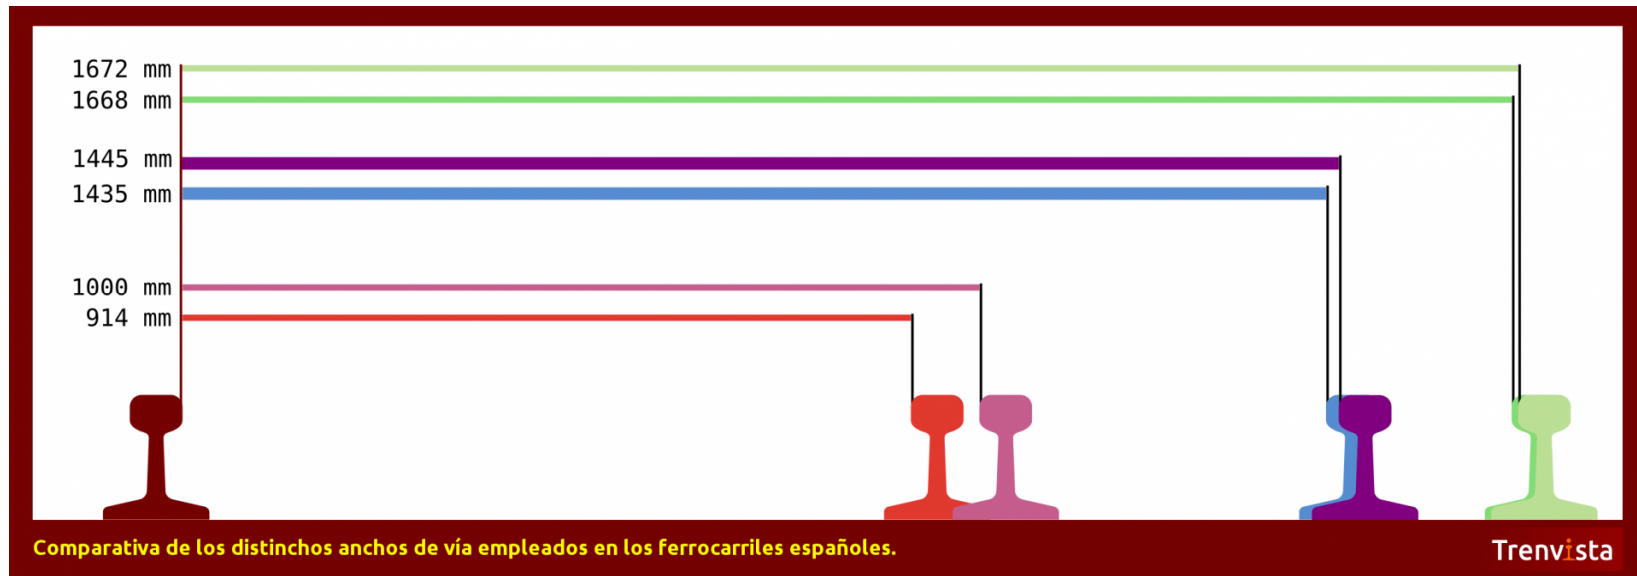 1672 mm
1668 mm
1445 mm
1435 mm
1000 mm
914 mm
Comparativa de los distinchos anchos de vía empleados en los ferrocarriles españoles.
Trenvista